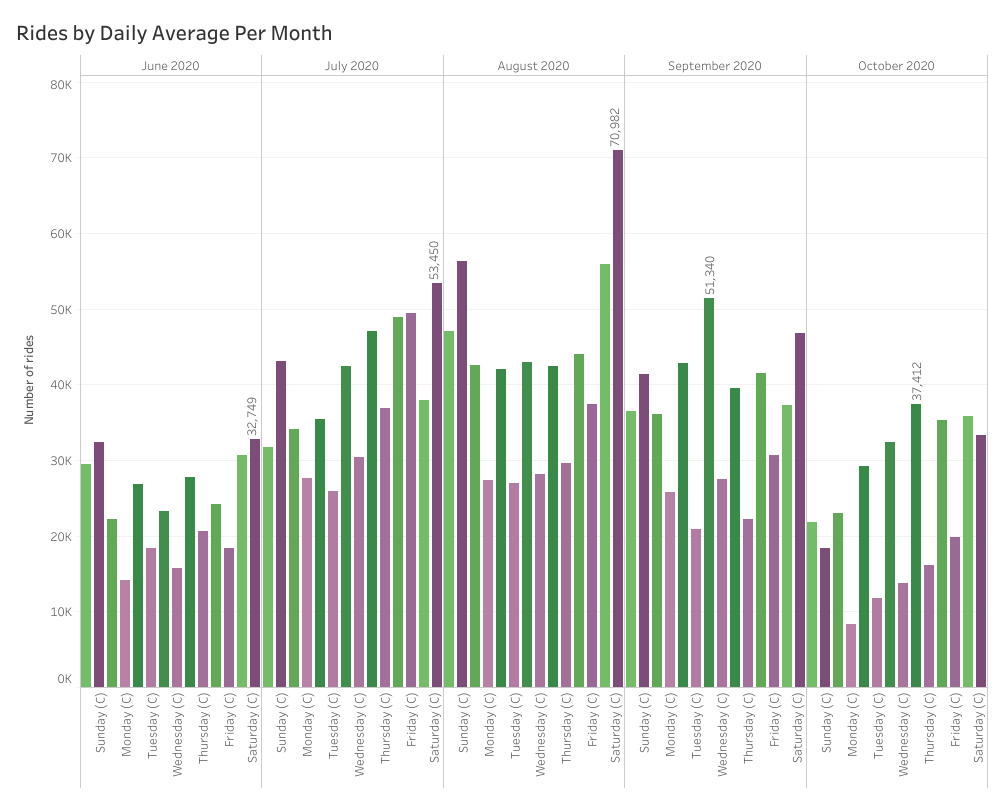 Rides by Daily Average Per Month
June 2020
July 2020
August 2020
September 2020
October 2020
Number of rides
80K
70K
60K
50K
40K
30K
20K
10K
0K
32,749
53,450
70,982
51,340
37,412
Sunday (C)
Monday (C)
Tuesday (C)
Wednesday (C)
Thursday (C)
Friday (C)
Saturday (C)
Sunday (C)
Monday (C)
Tuesday (C)
Wednesday (C)
Thursday (C)
Friday (C)
Saturday (C)
Sunday (C)
Monday (C)
Tuesday (C)
Wednesday (C)
Thursday (C)
Friday (C)
Saturday (C)
Sunday (C)
Monday (C)
Tuesday (C)
Wednesday (C)
Thursday (C)
Friday (C)
Saturday (C)
Sunday (C)
Monday (C)
Tuesday (C)
Wednesday (C)
Thursday (C)
Friday (C)
Saturday (C)